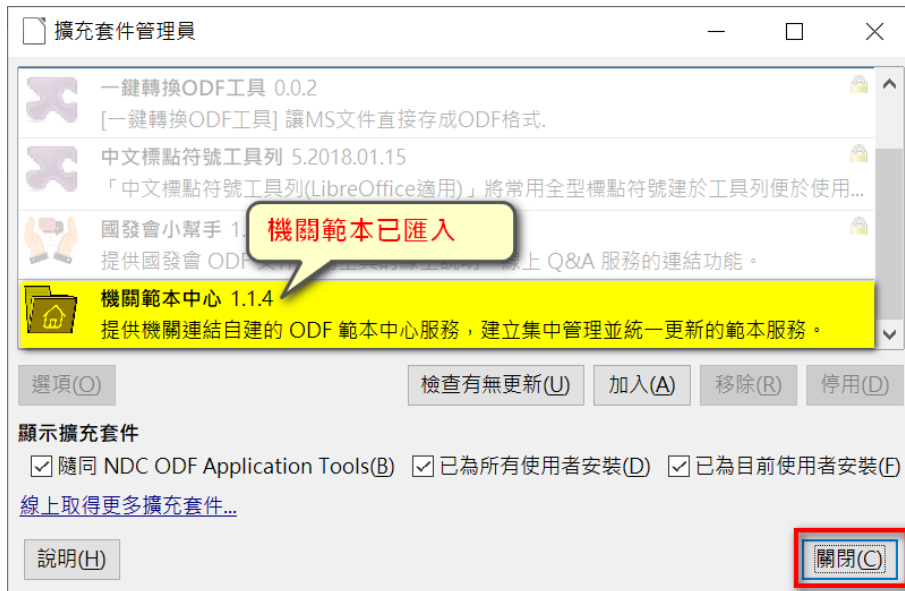 擴充套件管理員
一鍵轉換ODF工具 0.0.2
[一鍵轉換ODF工具] 讓MS文件直接存成ODF格式.
中文標點符號工具列 5.2018.01.15
「中文標點符號工具列(LibreOffice適用)」將常用全型標點符號建於工具列便於使用...
國發會小幫手 1.
機關範本已匯入
提供國發會 ODF 文件 線上 Q&A 服務的連結功能。
機關範本中心 1.1.4
提供機關連結自建的 ODF 範本中心服務，建立集中管理並統一更新的範本服務。
選項(O)
檢查有無更新(U)
加入(A)
移除(R)
停用(D)
顯示擴充套件
隨同 NDC ODF Application Tools(B)
已為所有使用者安裝(D)
已為目前使用者安裝(F)
線上取得更多擴充套件...
說明(H)
關閉(C)